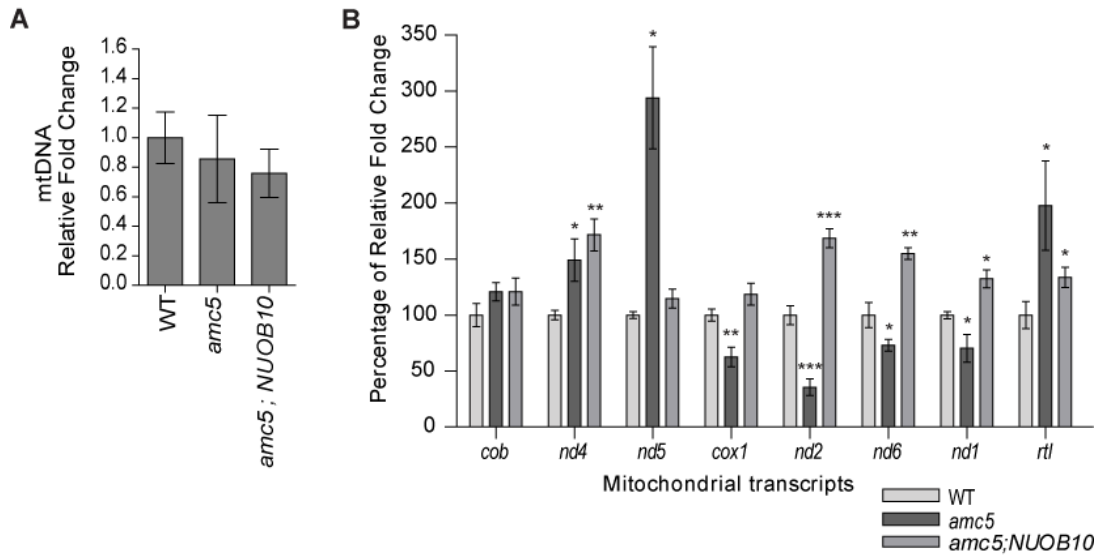 A
mtDNA
Relative Fold Change
1.6
1.4
1.2
1.0
0.8
0.6
0.4
0.2
0.0
WT
amc5
amc5 ; NUOB10
B
Percentage of Relative Fold Change
350
300
250
200
150
100
50
0
*
**
*
**
***
***
*
**
*
*
*
*
cob
nd4
nd5
cox1
nd2
nd6
nd1
rtl
Mitochondrial transcripts
WT
amc5
amc5;NUOB10